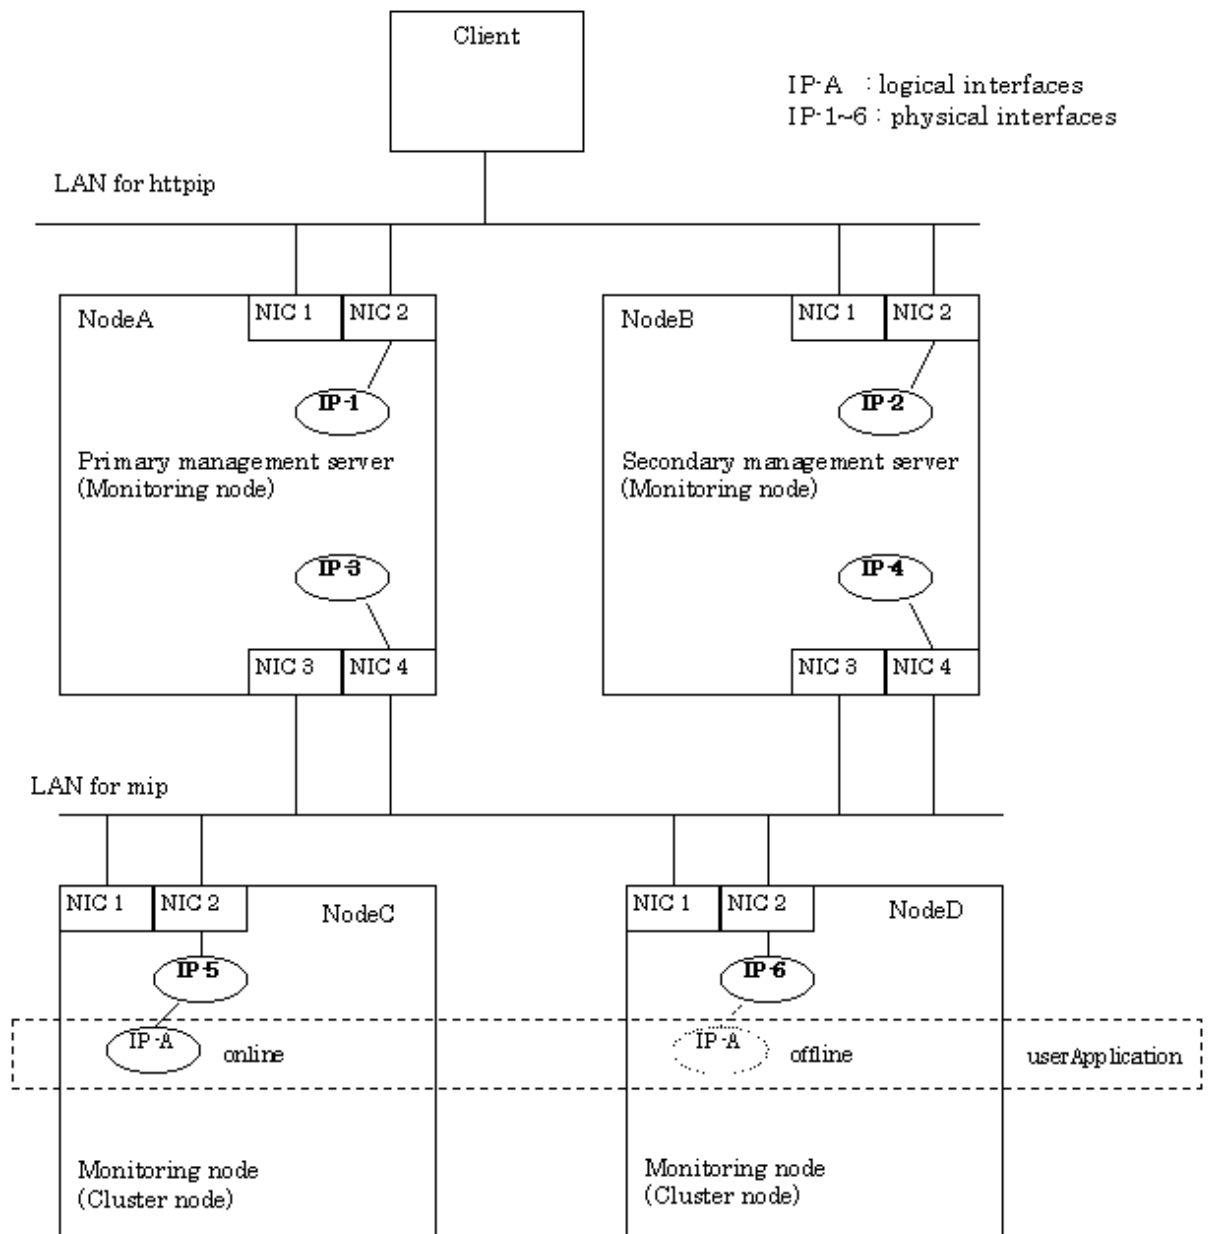 Client
IP-A : logical interfaces
IP-1~6 : physical interfaces
LAN for httpip
NodeA
NIC 1
NIC 2
NodeB
NIC 1
NIC 2
IP-1
IP-2
Primary management server
(Monitoring node)
Secondary management server
(Monitoring node)
IP-3
IP-4
NIC 3
NIC 4
NIC 3
NIC 4
LAN for mip
NIC 1
NIC 2
NodeC
NIC 1
NIC 2
NodeD
IP-5
IP-6
IP-A
online
IP-A
offline
userApplication
Monitoring node
(Cluster node)
Monitoring node
(Cluster node)